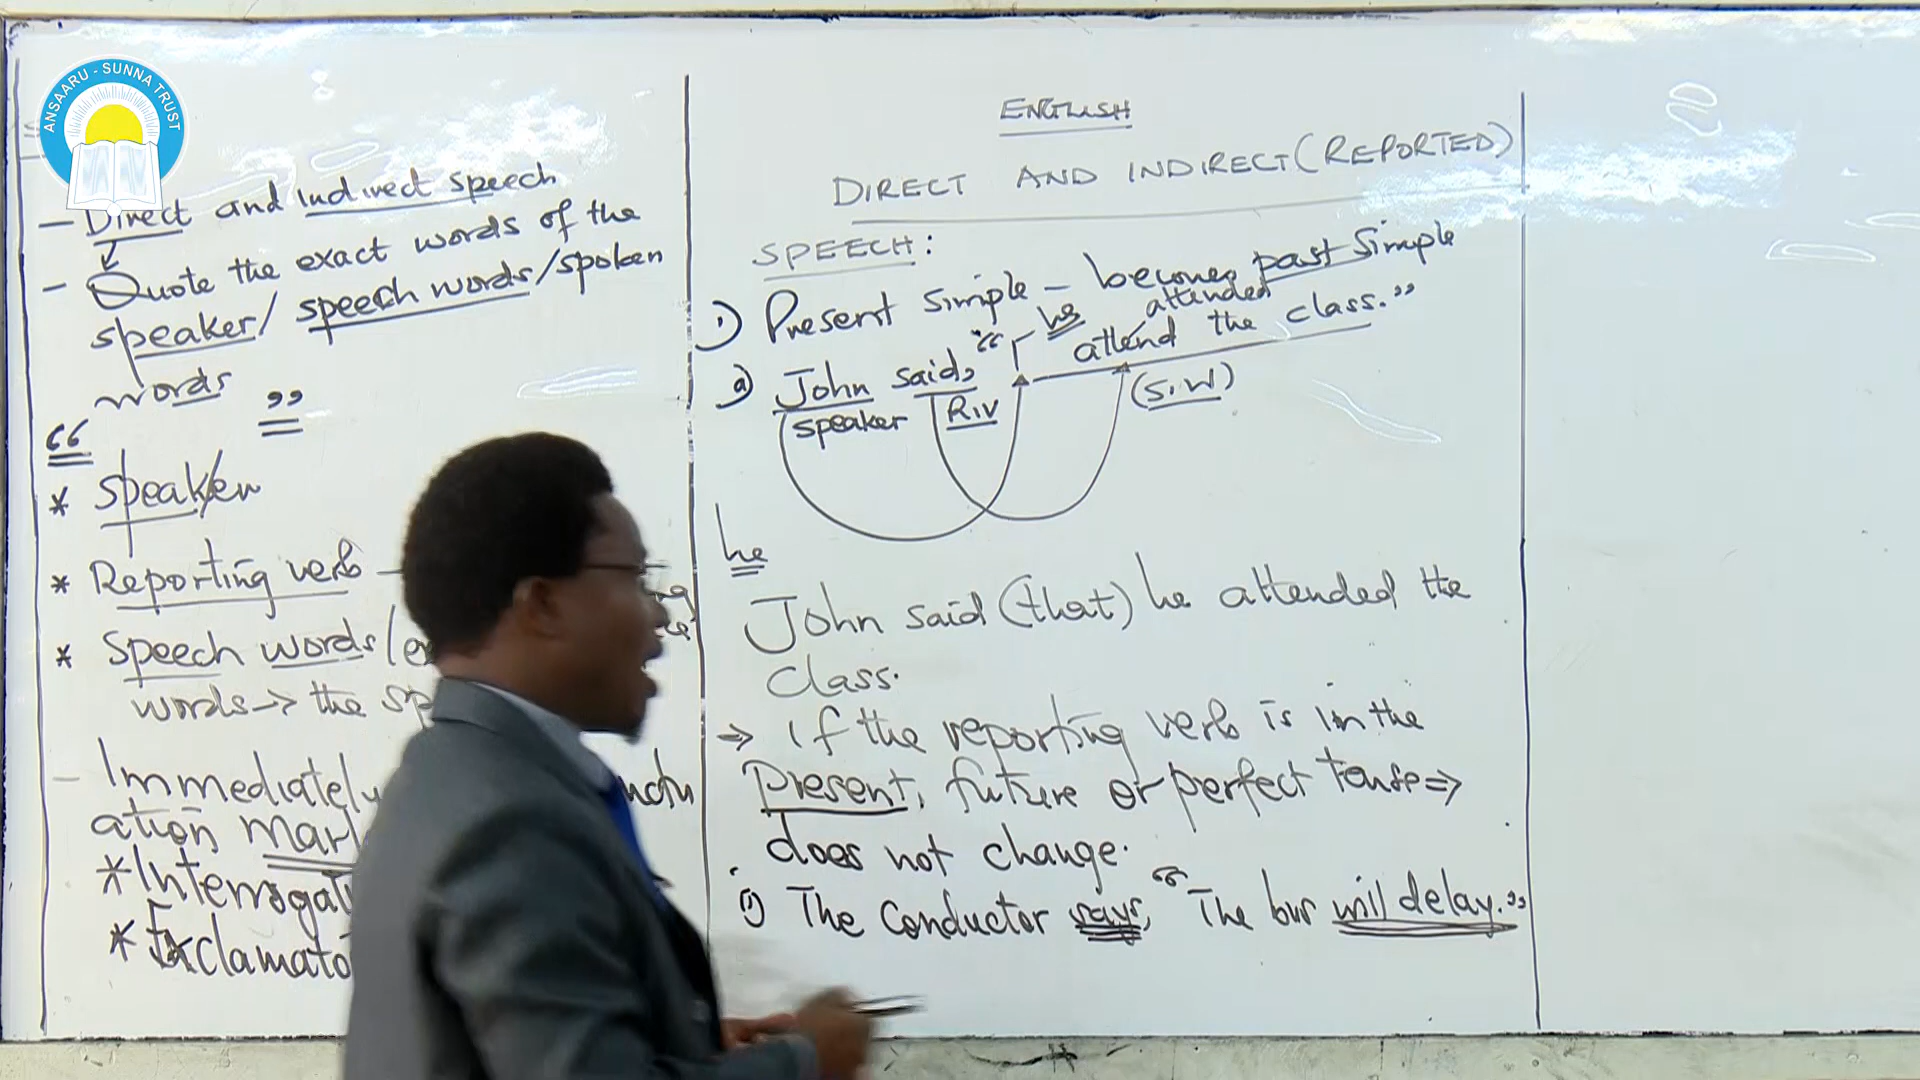 ANSAARU - SUNNA TRUST
- Direct and Indirect speech
- Quote the exact words of the
speaker/ speech words/spoken
words
“ ”
* Speaker
* Reporting verb -
* Speech words/
words → the
- Immediately
ation mark
* Interrogat
* Exclamato
ENGLISH
DIRECT AND INDIRECT (REPORTED)
SPEECH:
1) Present simple - becomes past simple
he attended
a) John said, “I attend the class.”
speaker R.V (S.W)
he
John said (that) he attended the
class.
→ If the reporting verb is in the
Present, future or perfect tense ⇒
does not change.
i) The conductor says, “The bus will delay.”